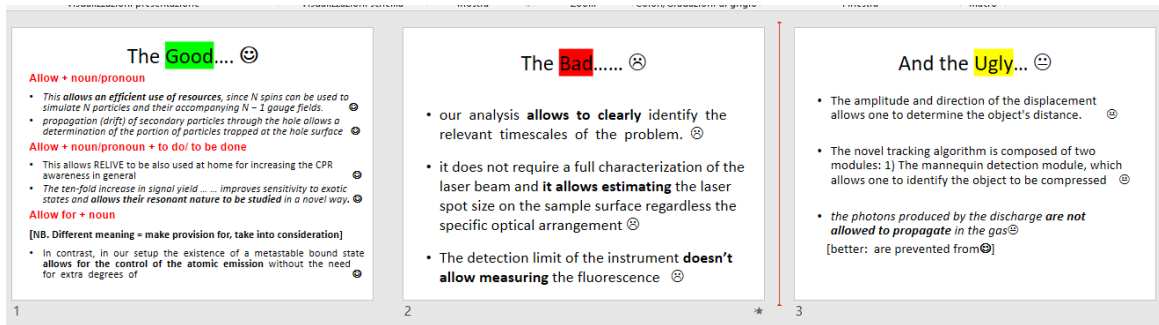 Visualizzazioni presentazione
Visualizzazioni schema
Mostra
Zoom
Colori/Gradazioni di grigio
Finestra
Macro
The Good.... ☺
Allow + noun/pronoun
• This allows an efficient use of resources, since N spins can be used to
simulate N particles and their accompanying N − 1 gauge fields. ☺
• propagation (drift) of secondary particles through the hole allows a
determination of the portion of particles trapped at the hole surface ☺
Allow + noun/pronoun + to do/ to be done
• This allows RELIVE to be also used at home for increasing the CPR
awareness in general ☺
• The ten-fold increase in signal yield ... ... improves sensitivity to exotic
states and allows their resonant nature to be studied in a novel way. ☺
Allow for + noun
[NB. Different meaning = make provision for, take into consideration]
• In contrast, in our setup the existence of a metastable bound state
allows for the control of the atomic emission without the need
for extra degrees of ☺
1
The Bad...... ☹
• our analysis allows to clearly identify the
relevant timescales of the problem. ☹
• it does not require a full characterization of the
laser beam and it allows estimating the laser
spot size on the sample surface regardless the
specific optical arrangement ☹
• The detection limit of the instrument doesn't
allow measuring the fluorescence ☹
2
And the Ugly... 😐
• The amplitude and direction of the displacement
allows one to determine the object's distance. 😐
• The novel tracking algorithm is composed of two
modules: 1) The mannequin detection module, which
allows one to identify the object to be compressed 😐
• the photons produced by the discharge are not
allowed to propagate in the gas😐
[better: are prevented from☺]
3